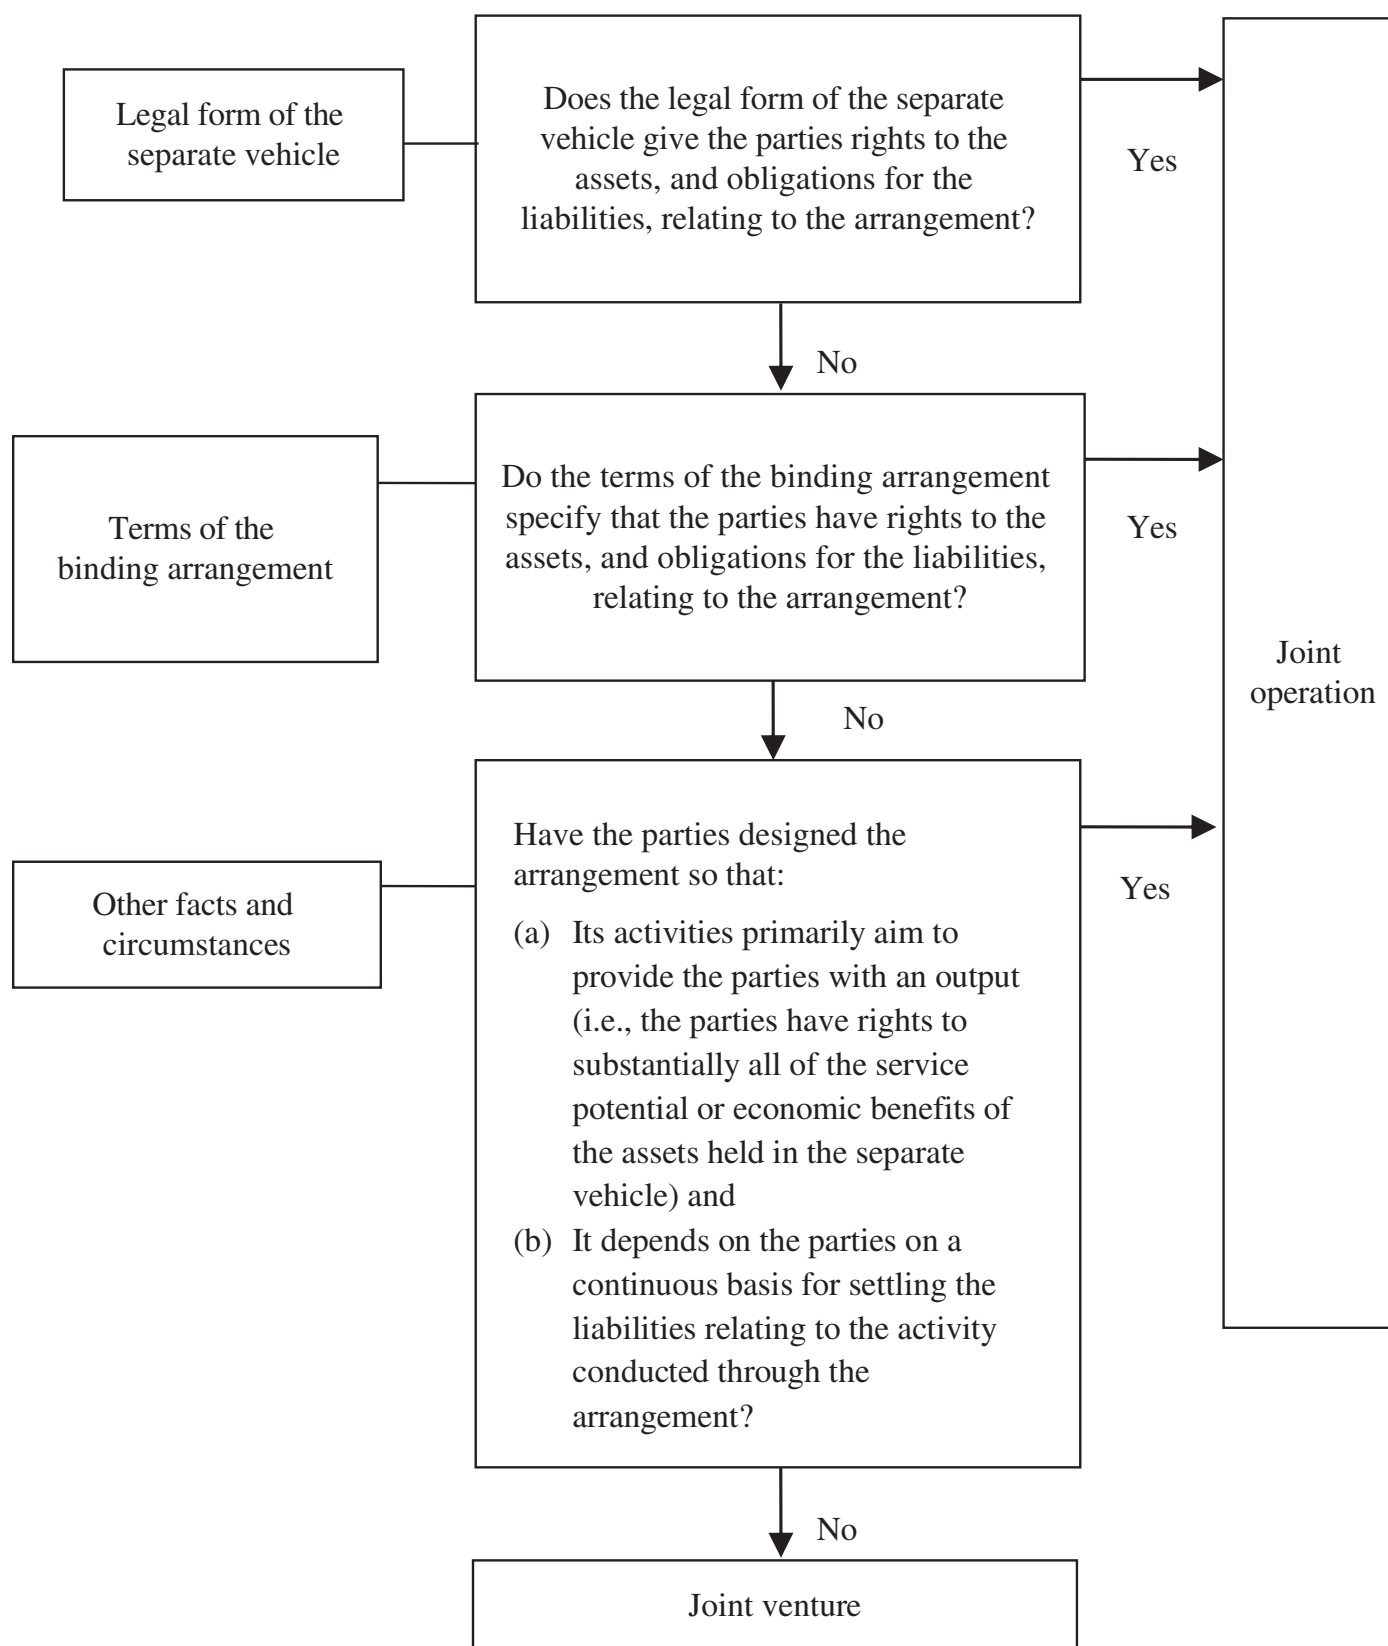 Legal form of the
separate vehicle
Does the legal form of the separate
vehicle give the parties rights to the
assets, and obligations for the
liabilities, relating to the arrangement?
Yes
No
Terms of the
binding arrangement
Do the terms of the binding arrangement
specify that the parties have rights to the
assets, and obligations for the liabilities,
relating to the arrangement?
Yes
Joint
operation
No
Other facts and
circumstances
Have the parties designed the
arrangement so that:
(a) Its activities primarily aim to
provide the parties with an output
(i.e., the parties have rights to
substantially all of the service
potential or economic benefits of
the assets held in the separate
vehicle) and
(b) It depends on the parties on a
continuous basis for settling the
liabilities relating to the activity
conducted through the
arrangement?
Yes
No
Joint venture